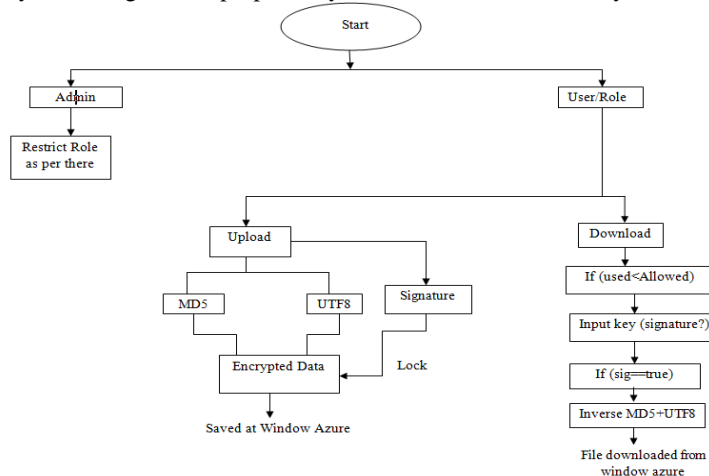 Start
Admin
User/Role
Restrict Role
as per there
Upload
Download
MD5
UTF8
Signature
If (used<Allowed)
Input key (signature?)
Encrypted Data
Lock
If (sig==true)
Inverse MD5+UTF8
Saved at Window Azure
File downloaded from
window azure